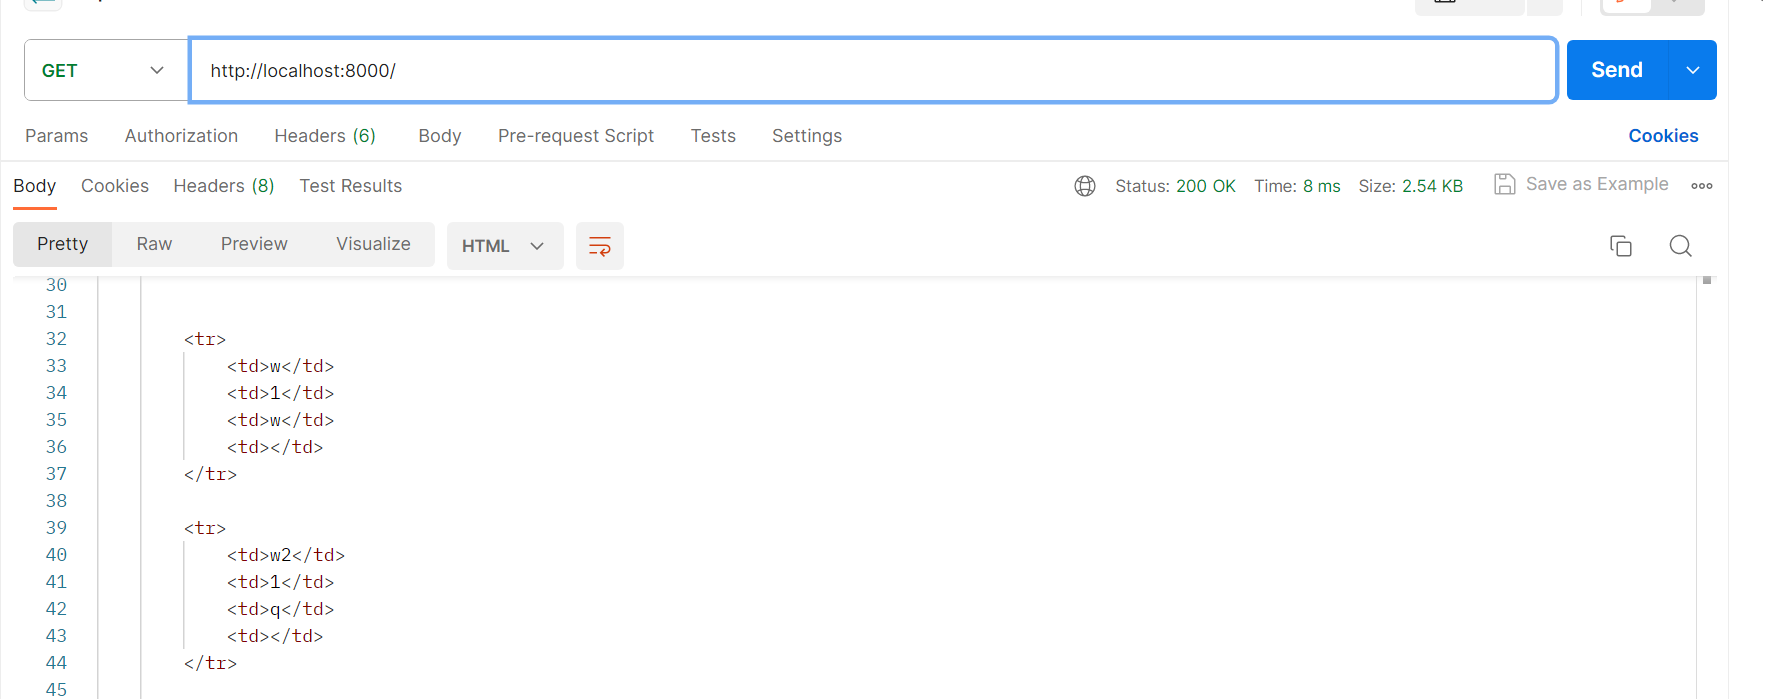 GET http://localhost:8000/ Send
Params Authorization Headers (6) Body Pre-request Script Tests Settings Cookies
Body Cookies Headers (8) Test Results Status: 200 OK Time: 8 ms Size: 2.54 KB Save as Example
Pretty Raw Preview Visualize HTML
30
31
32 <tr>
33 <td>w</td>
34 <td>1</td>
35 <td>w</td>
36 <td></td>
37 </tr>
38
39 <tr>
40 <td>w2</td>
41 <td>1</td>
42 <td>q</td>
43 <td></td>
44 </tr>
45